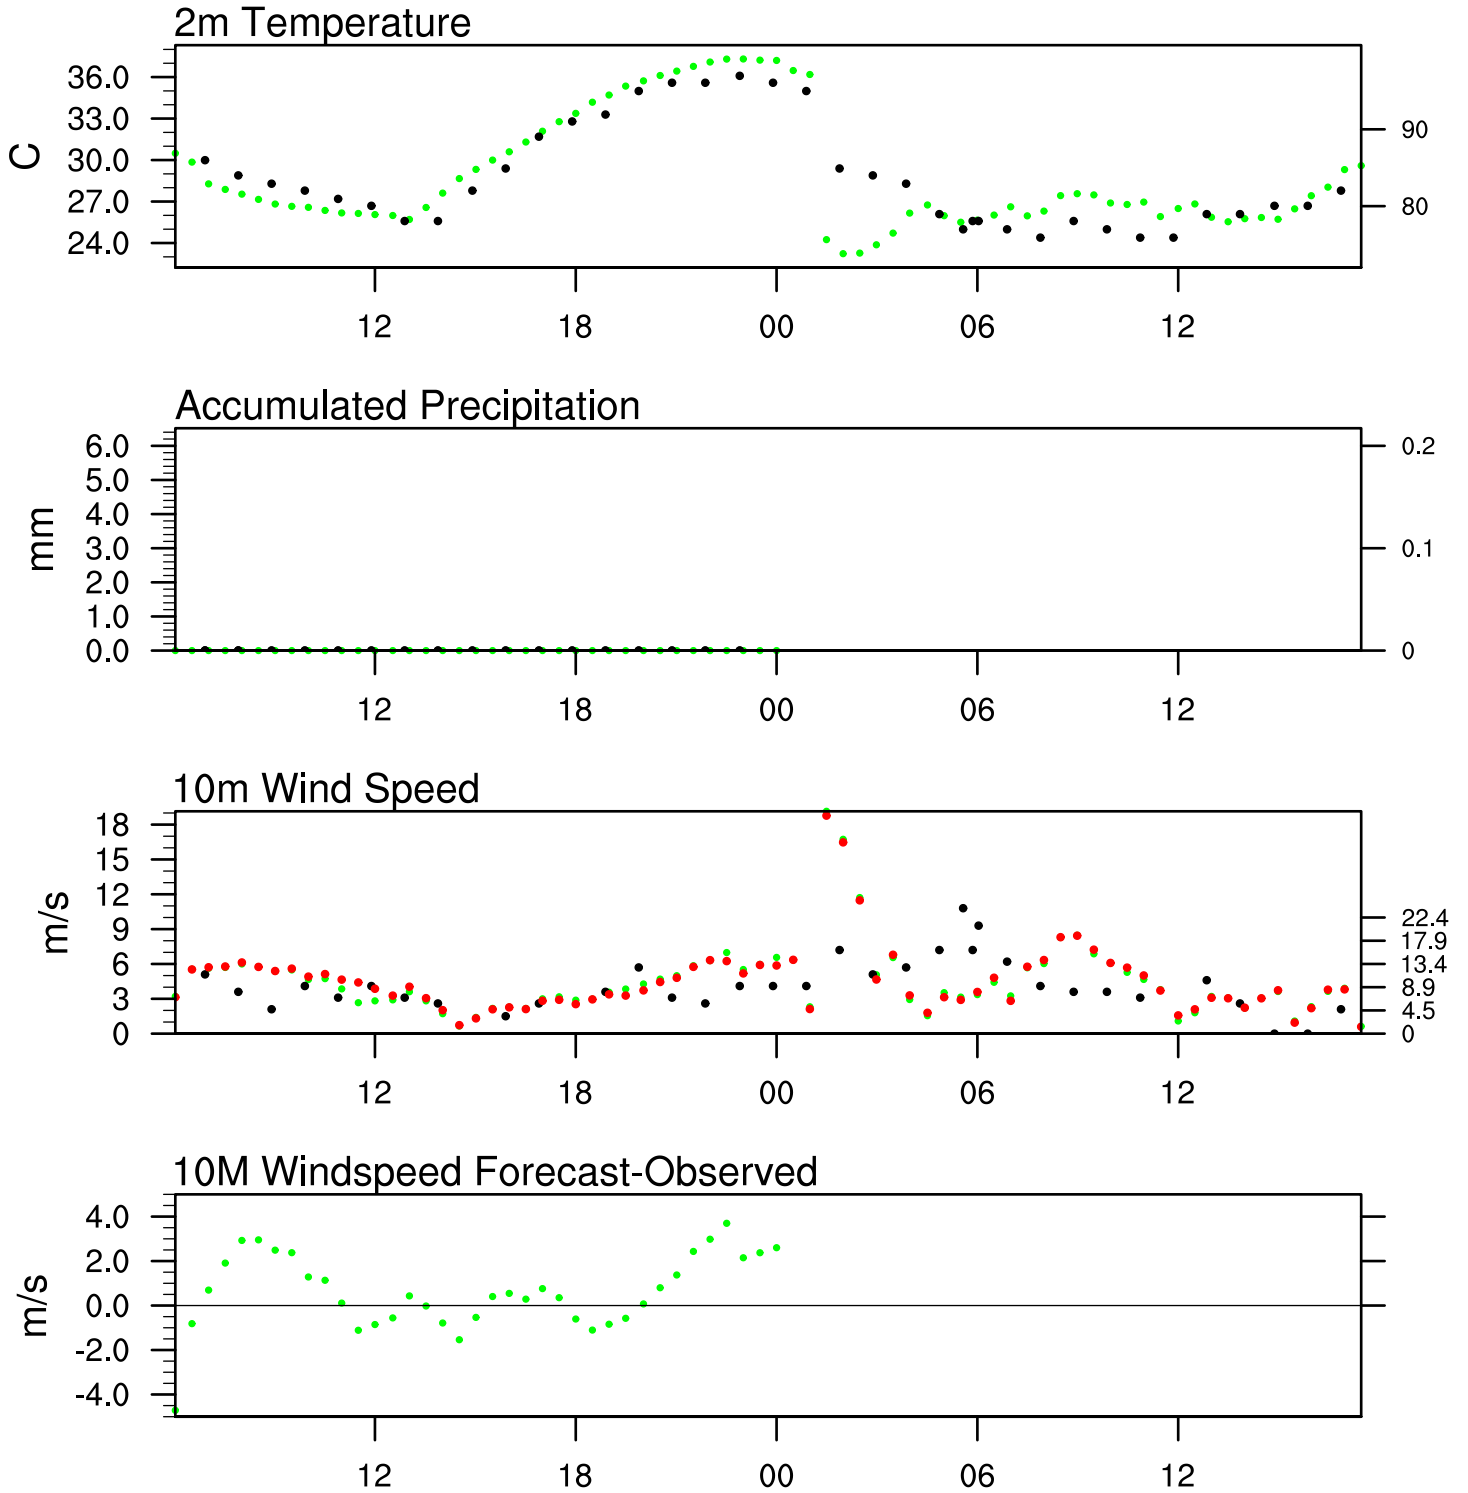 2m Temperature
36.0
33.0
90
C
30.0
27.0
80
24.0
12 18 00 06 12
Accumulated Precipitation
6.0 0.2
5.0
4.0
mm
3.0 0.1
2.0
1.0
0.0 0
12 18 00 06 12
10m Wind Speed
18
15
12
22.4
m/s
9 17.9
6 13.4
3 8.9
4.5
0 0
12 18 00 06 12
10M Windspeed Forecast-Observed
4.0
2.0
m/s
0.0
-2.0
-4.0
12 18 00 06 12